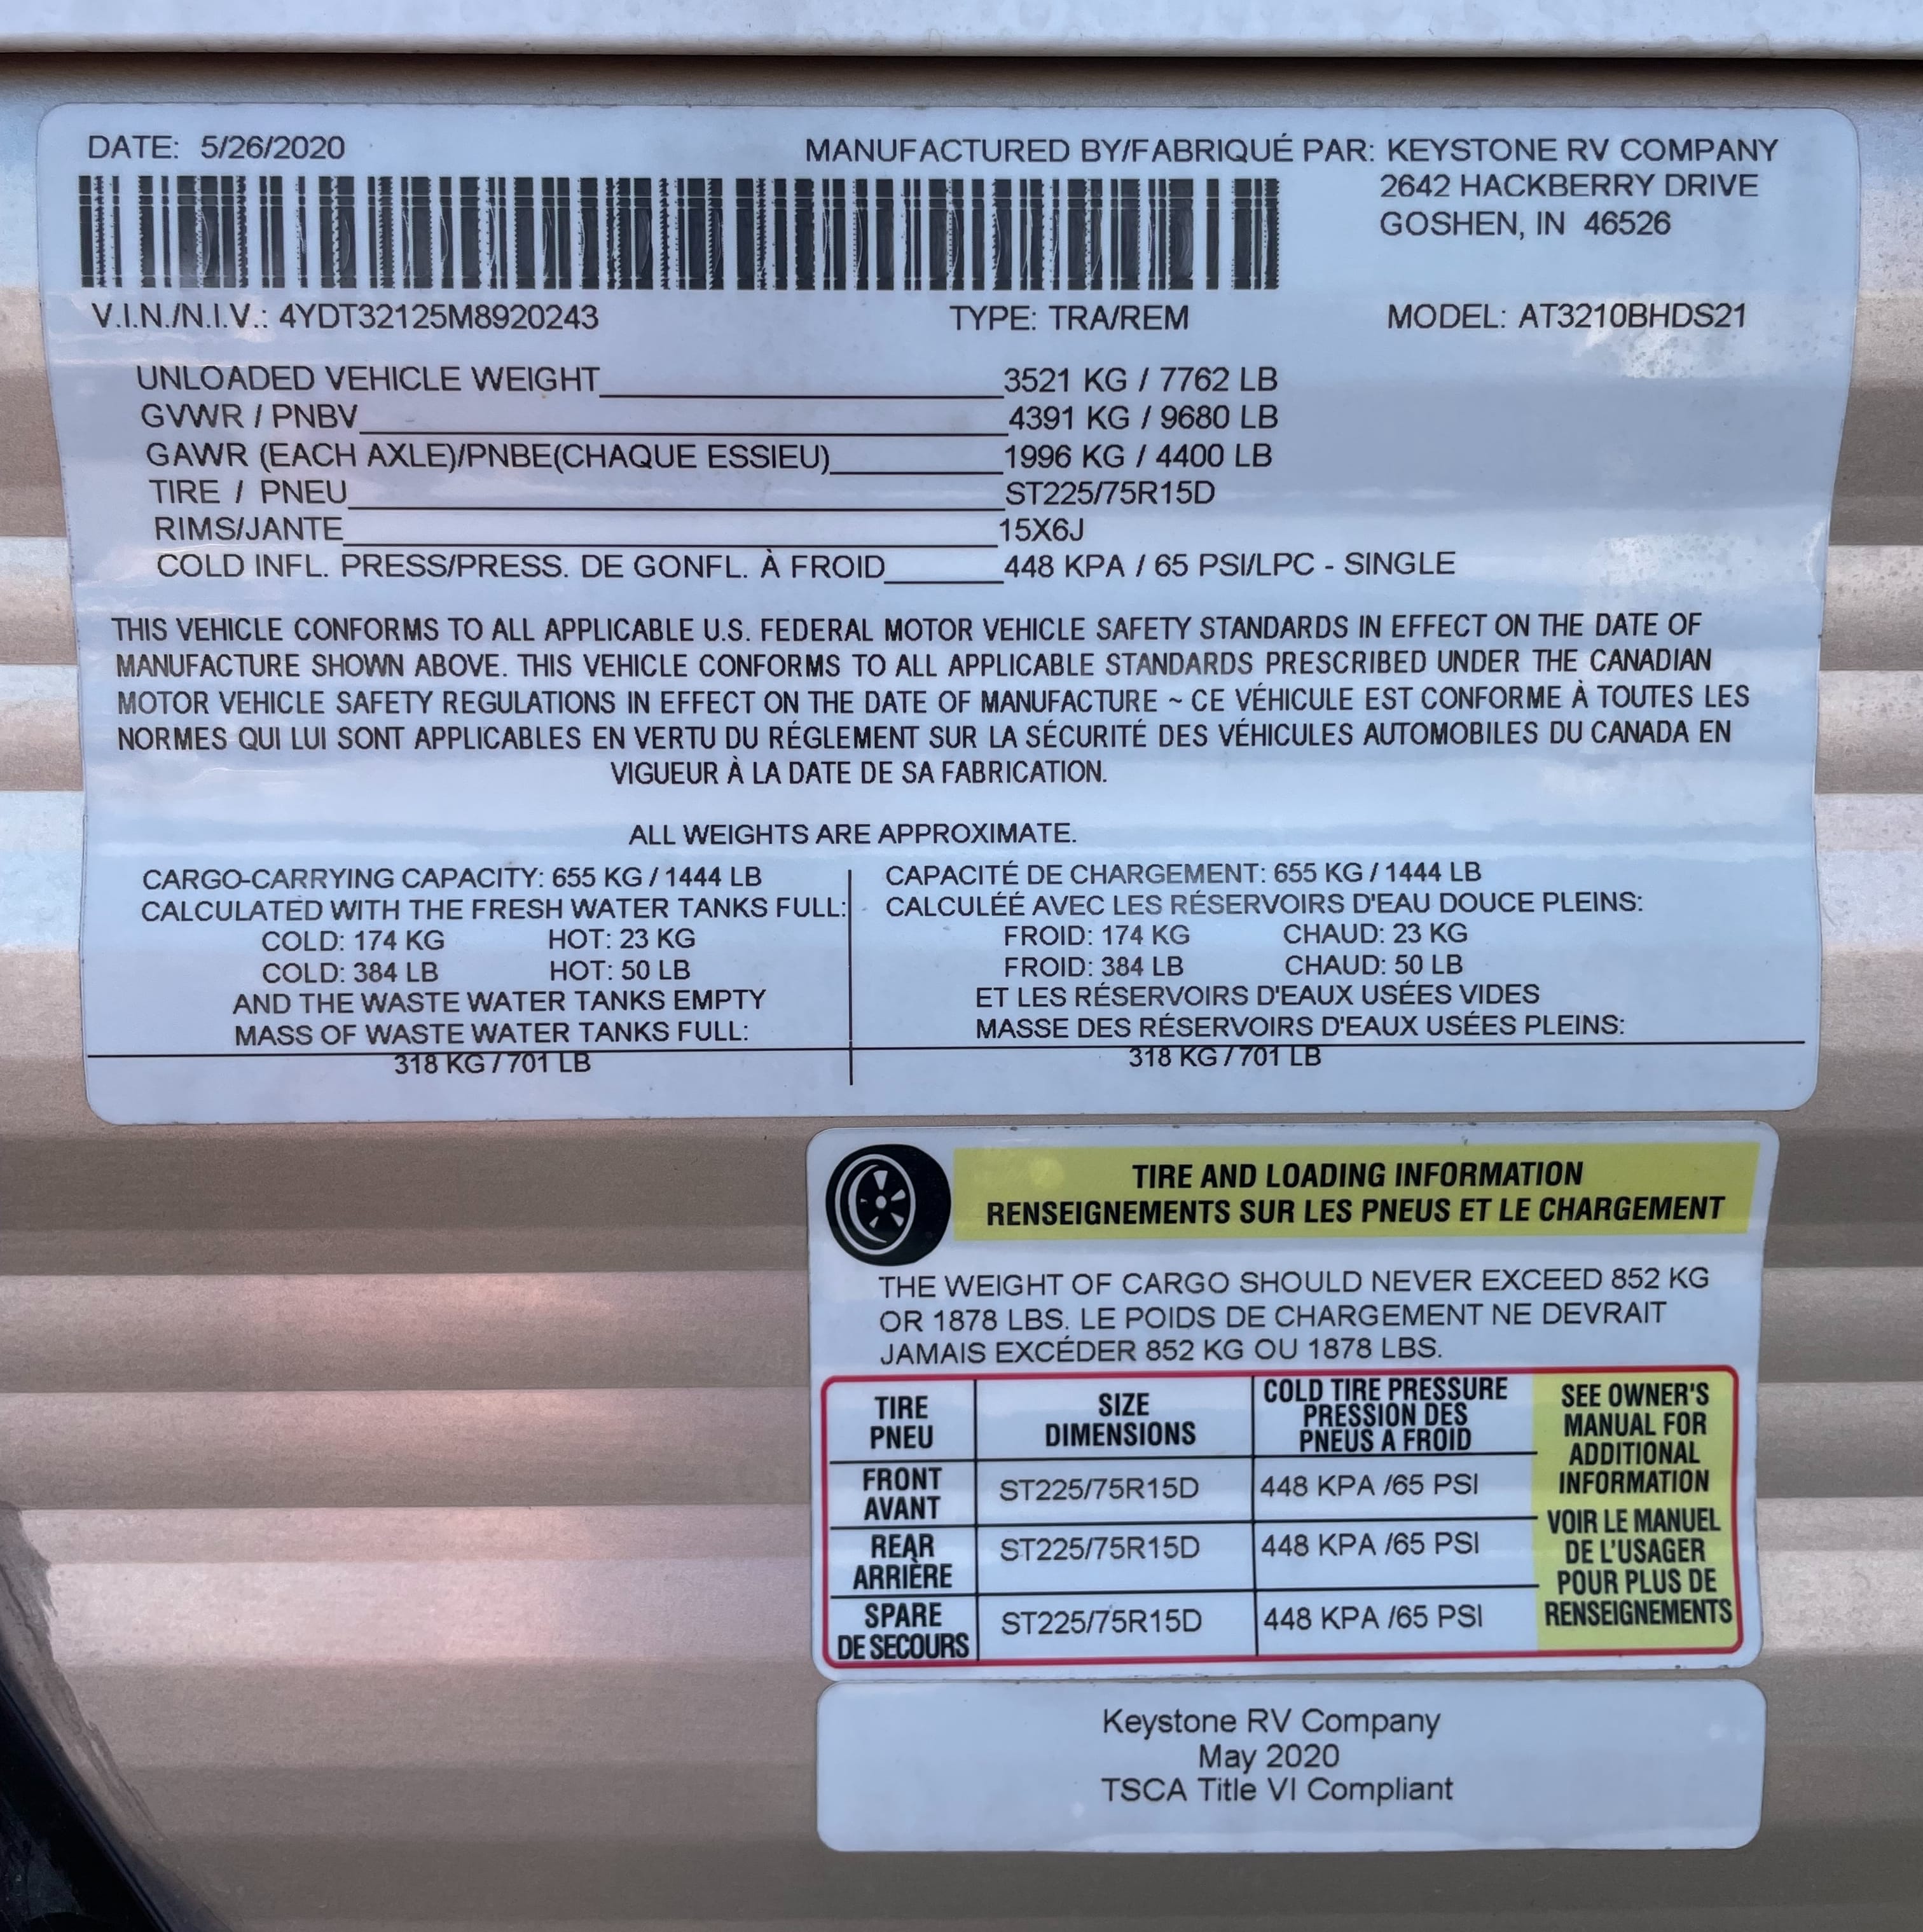 DATE: 5/26/2020
MANUFACTURED BY/FABRIQUÉ PAR: KEYSTONE RV COMPANY
2642 HACKBERRY DRIVE
GOSHEN, IN 46526
V.I.N./N.I.V.: 4YDT32125M8920243 TYPE: TRA/REM MODEL: AT3210BHDS21
UNLOADED VEHICLE WEIGHT 3521 KG / 7762 LB
GVWR / PNBV 4391 KG / 9680 LB
GAWR (EACH AXLE)/PNBE(CHAQUE ESSIEU) 1996 KG / 4400 LB
TIRE / PNEU ST225/75R15D
RIMS/JANTE 15X6J
COLD INFL. PRESS/PRESS. DE GONFL. À FROID 448 KPA / 65 PSI/LPC - SINGLE
THIS VEHICLE CONFORMS TO ALL APPLICABLE U.S. FEDERAL MOTOR VEHICLE SAFETY STANDARDS IN EFFECT ON THE DATE OF
MANUFACTURE SHOWN ABOVE. THIS VEHICLE CONFORMS TO ALL APPLICABLE STANDARDS PRESCRIBED UNDER THE CANADIAN
MOTOR VEHICLE SAFETY REGULATIONS IN EFFECT ON THE DATE OF MANUFACTURE ~ CE VÉHICULE EST CONFORME À TOUTES LES
NORMES QUI LUI SONT APPLICABLES EN VERTU DU RÉGLEMENT SUR LA SÉCURITÉ DES VÉHICULES AUTOMOBILES DU CANADA EN
VIGUEUR À LA DATE DE SA FABRICATION.
ALL WEIGHTS ARE APPROXIMATE.
CARGO-CARRYING CAPACITY: 655 KG / 1444 LB
CALCULATED WITH THE FRESH WATER TANKS FULL:
COLD: 174 KG HOT: 23 KG
COLD: 384 LB HOT: 50 LB
AND THE WASTE WATER TANKS EMPTY
MASS OF WASTE WATER TANKS FULL:
318 KG / 701 LB
CAPACITÉ DE CHARGEMENT: 655 KG / 1444 LB
CALCULÉÉ AVEC LES RÉSERVOIRS D'EAU DOUCE PLEINS:
FROID: 174 KG CHAUD: 23 KG
FROID: 384 LB CHAUD: 50 LB
ET LES RÉSERVOIRS D'EAUX USÉES VIDES
MASSE DES RÉSERVOIRS D'EAUX USÉES PLEINS:
318 KG / 701 LB
TIRE AND LOADING INFORMATION
RENSEIGNEMENTS SUR LES PNEUS ET LE CHARGEMENT
THE WEIGHT OF CARGO SHOULD NEVER EXCEED 852 KG
OR 1878 LBS. LE POIDS DE CHARGEMENT NE DEVRAIT
JAMAIS EXCÉDER 852 KG OU 1878 LBS.
TIRE
PNEU
SIZE
DIMENSIONS
COLD TIRE PRESSURE
PRESSION DES
PNEUS A FROID
FRONT
AVANT
ST225/75R15D 448 KPA /65 PSI
REAR
ARRIÈRE
ST225/75R15D 448 KPA /65 PSI
SPARE
DE SECOURS
ST225/75R15D 448 KPA /65 PSI
SEE OWNER'S
MANUAL FOR
ADDITIONAL
INFORMATION
VOIR LE MANUEL
DE L'USAGER
POUR PLUS DE
RENSEIGNEMENTS
Keystone RV Company
May 2020
TSCA Title VI Compliant